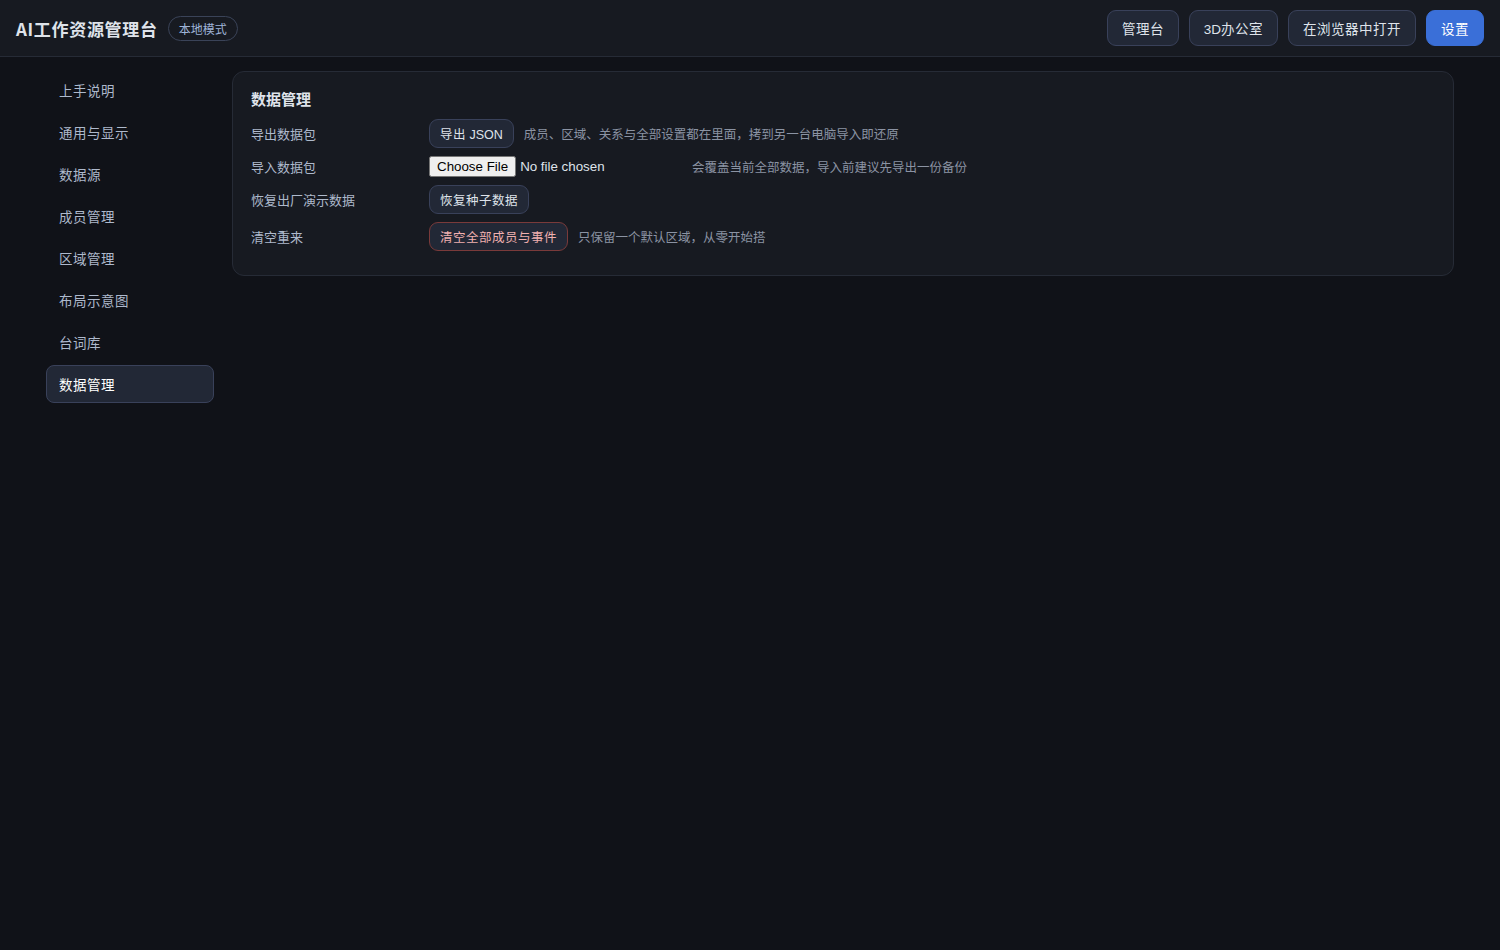 AI工作资源管理台 本地模式 管理台 3D办公室 在浏览器中打开 设置
上手说明
通用与显示
数据源
成员管理
区域管理
布局示意图
台词库
数据管理
数据管理
导出数据包 导出 JSON 成员、区域、关系与全部设置都在里面，拷到另一台电脑导入即还原
导入数据包 Choose File No file chosen 会覆盖当前全部数据，导入前建议先导出一份备份
恢复出厂演示数据 恢复种子数据
清空重来 清空全部成员与事件 只保留一个默认区域，从零开始搭